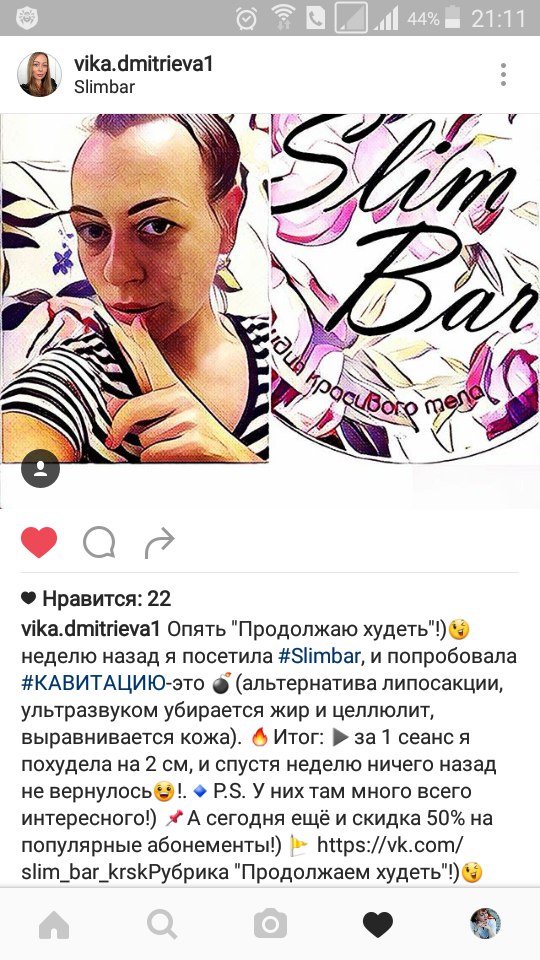 44% 21:11
vika.dmitrieva1
Slimbar
Slim
Bar
удия красивого тела
Нравится: 22
vika.dmitrieva1 Опять "Продолжаю худеть"!)😉
неделю назад я посетила #Slimbar, и попробовала
#КАВИТАЦИЮ-это 💣 (альтернатива липосакции,
ультразвуком убирается жир и целлюлит,
выравнивается кожа). 🔥Итог: ▶за 1 сеанс я
похудела на 2 см, и спустя неделю ничего назад
не вернулось😀!.🔹P.S. У них там много всего
интересного!) 📌А сегодня ещё и скидка 50% на
популярные абонементы!) 🚩 https://vk.com/
slim_bar_krskРубрика "Продолжаем худеть"!)😉